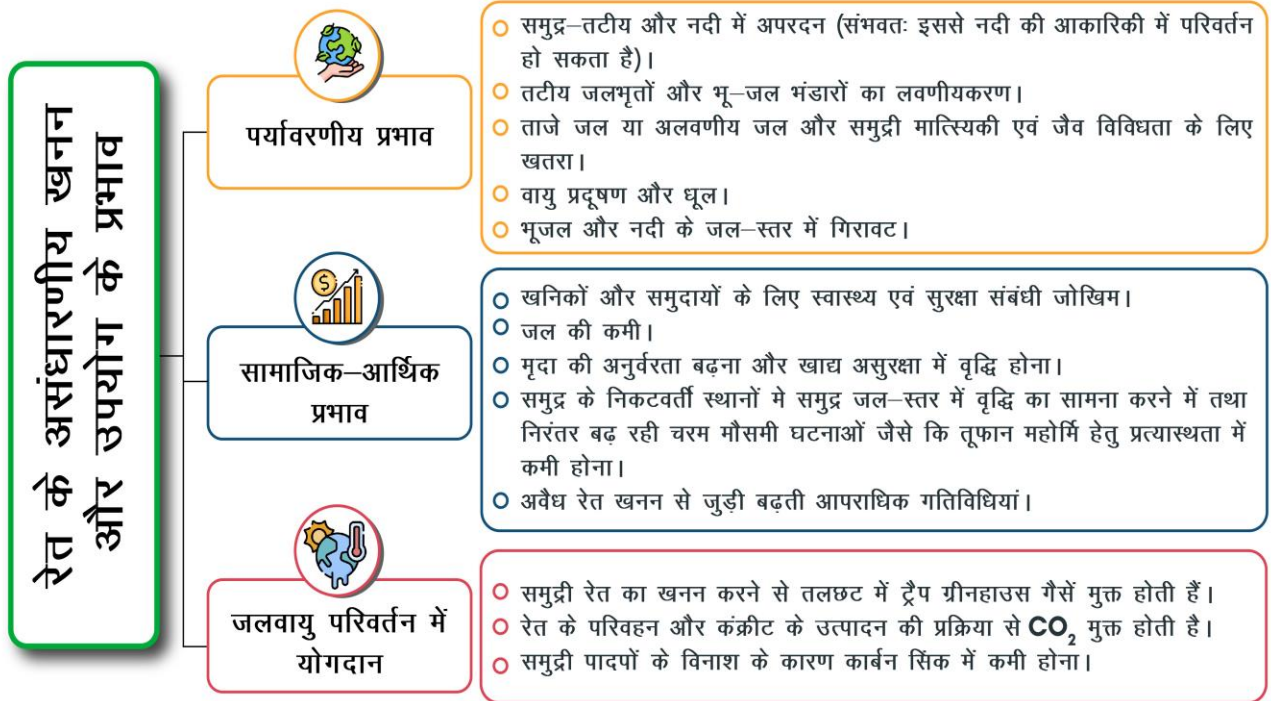 रेत के असंधारणीय खनन
और उपयोग के प्रभाव
पर्यावरणीय प्रभाव
समुद्र–तटीय और नदी में अपरदन (संभवतः इससे नदी की आकारिकी में परिवर्तन
हो सकता है)।
तटीय जलभृतों और भू–जल भंडारों का लवणीयकरण।
ताजे जल या अलवणीय जल और समुद्री मात्स्यिकी एवं जैव विविधता के लिए
खतरा।
वायु प्रदूषण और धूल।
भूजल और नदी के जल–स्तर में गिरावट।
सामाजिक–आर्थिक
प्रभाव
खनिकों और समुदायों के लिए स्वास्थ्य एवं सुरक्षा संबंधी जोखिम।
जल की कमी।
मृदा की अनुर्वरता बढ़ना और खाद्य असुरक्षा में वृद्धि होना।
समुद्र के निकटवर्ती स्थानों मे समुद्र जल–स्तर में वृद्धि का सामना करने में तथा
निरंतर बढ़ रही चरम मौसमी घटनाओं जैसे कि तूफान महोर्मि हेतु प्रत्यास्थता में
कमी होना।
अवैध रेत खनन से जुड़ी बढ़ती आपराधिक गतिविधियां।
जलवायु परिवर्तन में
योगदान
समुद्री रेत का खनन करने से तलछट में ट्रैप ग्रीनहाउस गैसें मुक्त होती हैं।
रेत के परिवहन और कंक्रीट के उत्पादन की प्रक्रिया से CO₂ मुक्त होती है।
समुद्री पादपों के विनाश के कारण कार्बन सिंक में कमी होना।